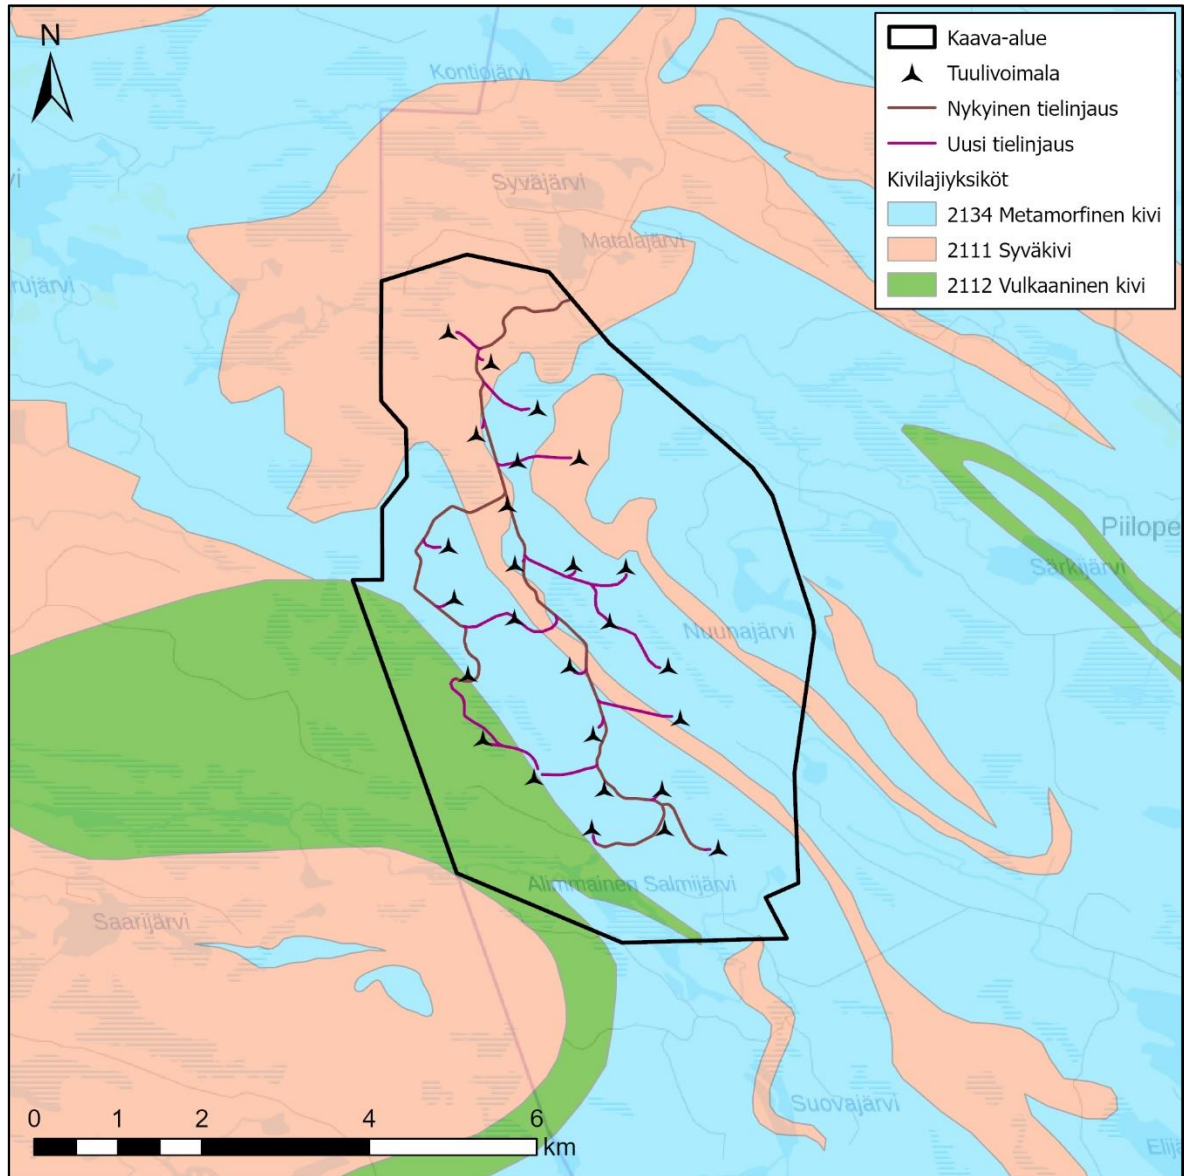 N
Kaava-alue
Tuulivoimala
Nykyinen tielinjaus
Uusi tielinjaus
Kivilajiyksiköt
2134 Metamorfinen kivi
2111 Syväkivi
2112 Vulkaaninen kivi
Kontiojärvi
Syväjärvi
Matalajärvi
rujärvi
Piilope
Särkijärvi
Nuunajärvi
Alimmainen Salmijärvi
Saarijärvi
Suovajärvi
Elijä
0 1 2 4 6
km